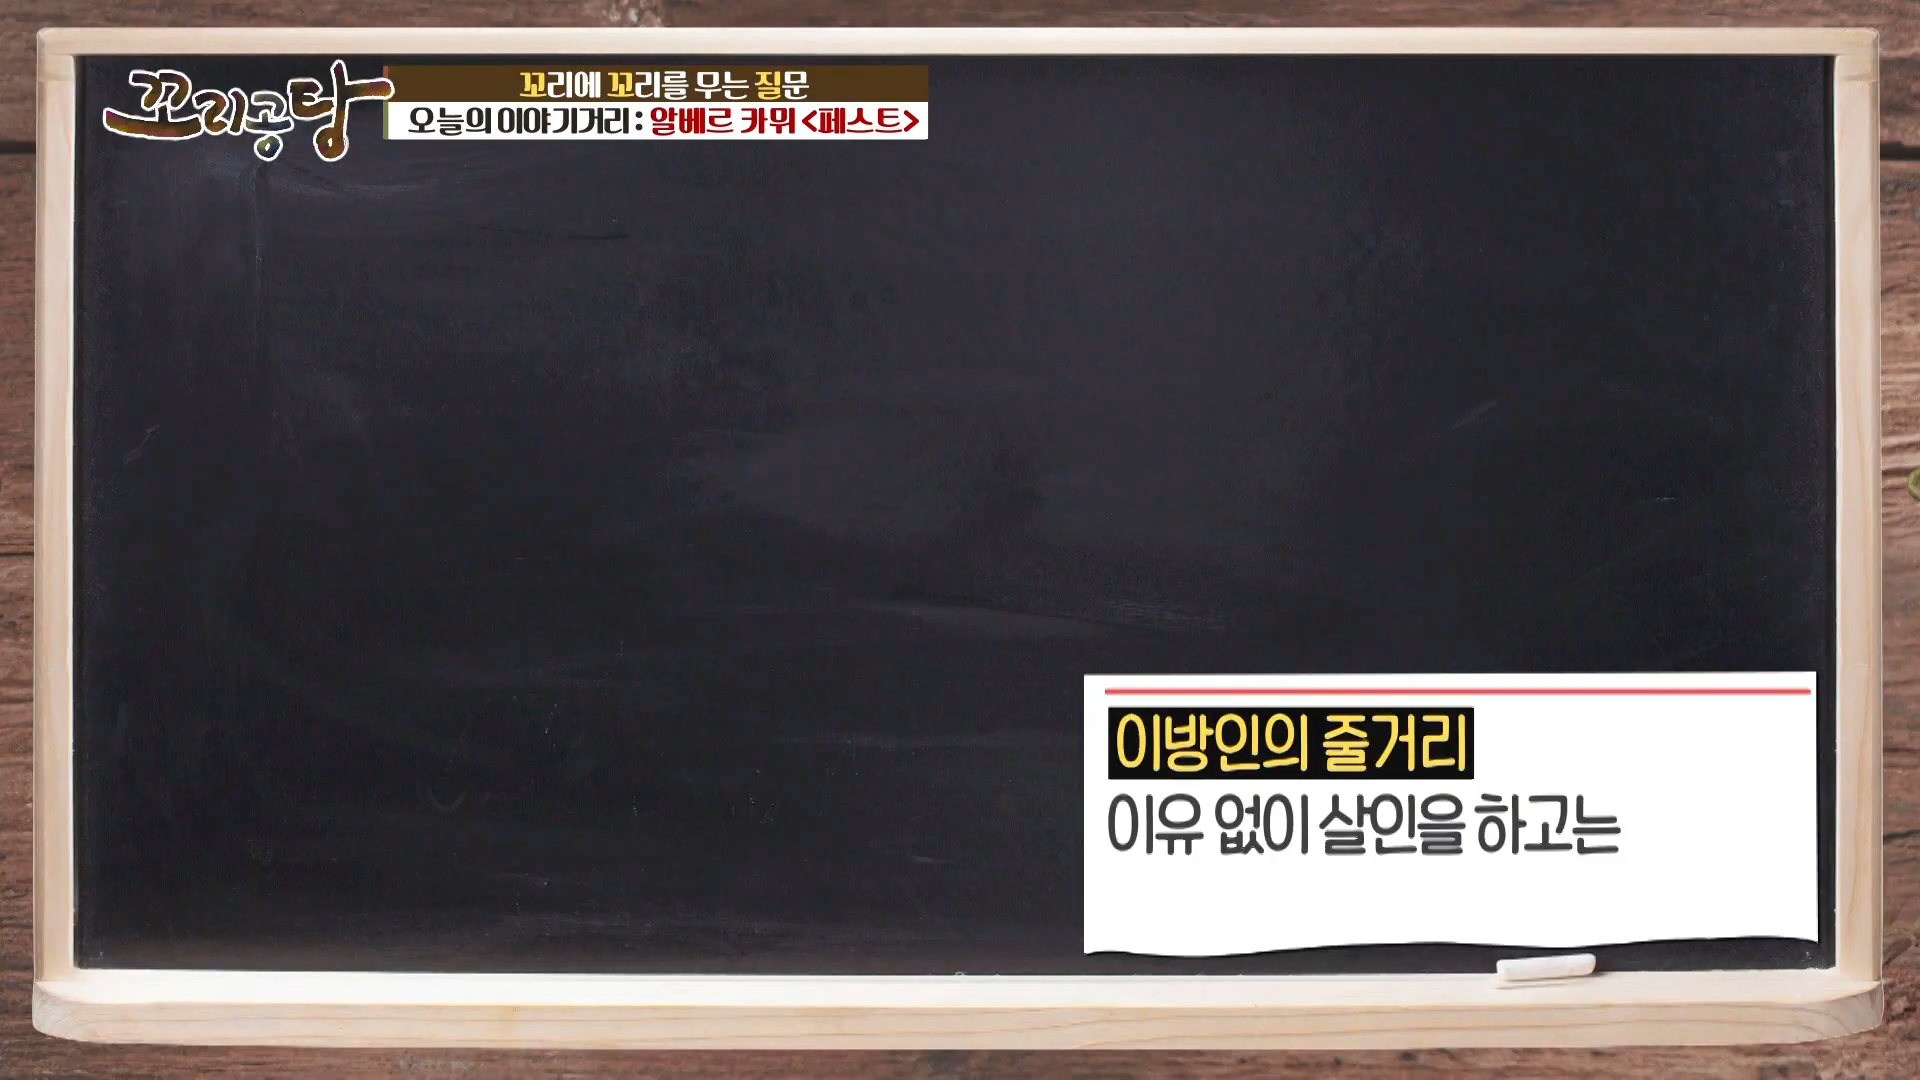 꼬리곰탕
꼬리에 꼬리를 무는 질문
오늘의 이야기거리 : 알베르 카뮈 <페스트>
이방인의 줄거리
이유 없이 살인을 하고는